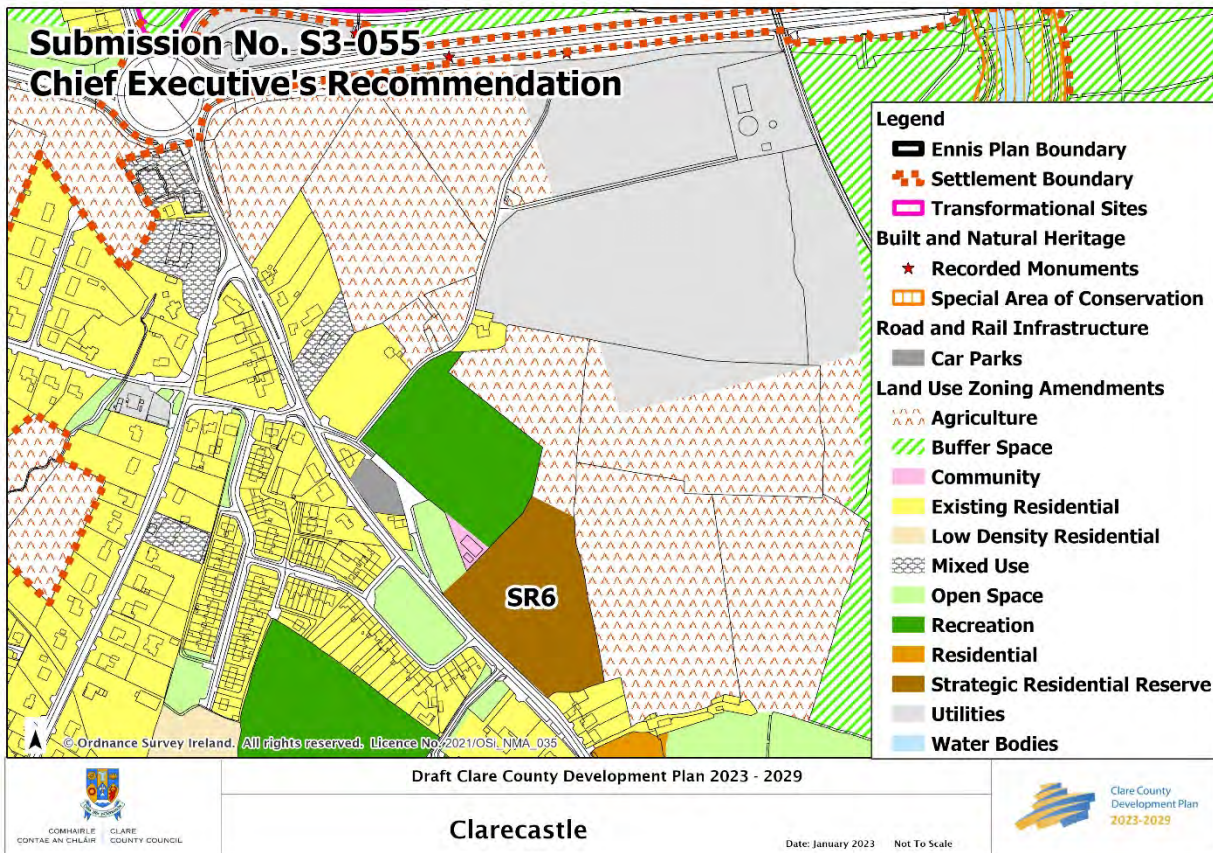 Submission No. S3-055
Chief Executive's Recommendation
Legend
Ennis Plan Boundary
Settlement Boundary
Transformational Sites
Built and Natural Heritage
Recorded Monuments
Special Area of Conservation
Road and Rail Infrastructure
Car Parks
Land Use Zoning Amendments
Agriculture
Buffer Space
Community
Existing Residential
Low Density Residential
Mixed Use
Open Space
Recreation
Residential
Strategic Residential Reserve
Utilities
Water Bodies
SR6
© Ordnance Survey Ireland. All rights reserved. Licence No. 2021/OSi_NMA_035
COMHAIRLE CONTAE AN CHLÁIR
CLARE COUNTY COUNCIL
Draft Clare County Development Plan 2023 - 2029
Clarecastle
Date: January 2023 Not To Scale
Clare County
Development Plan
2023-2029